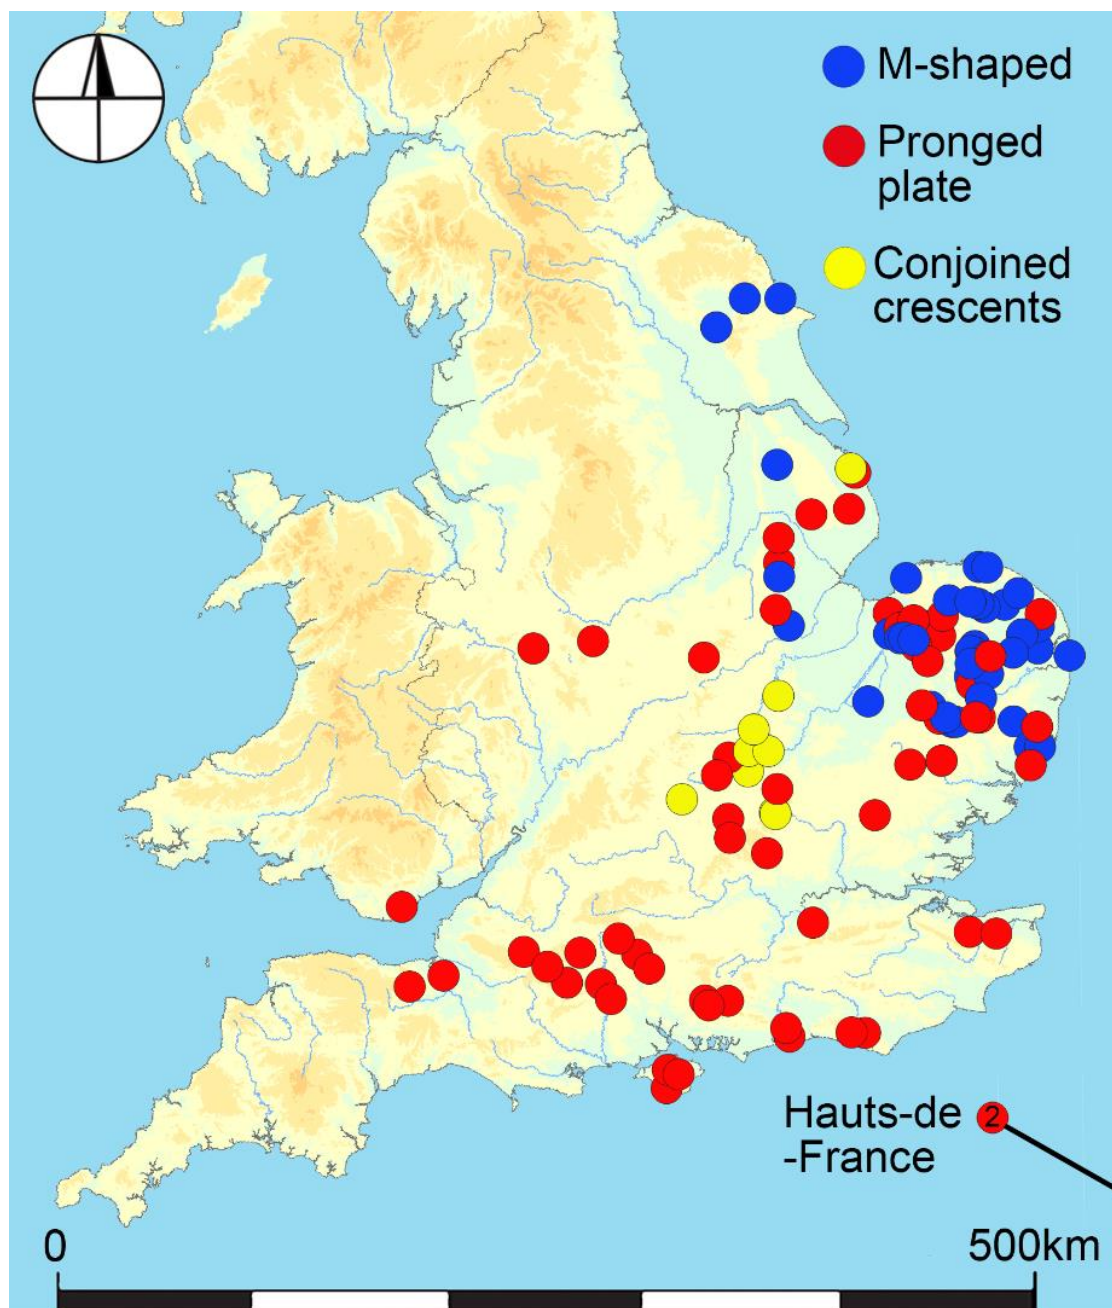 M-shaped
Pronged
plate
Conjoined
crescents
Hauts-de
-France
2
0
500km